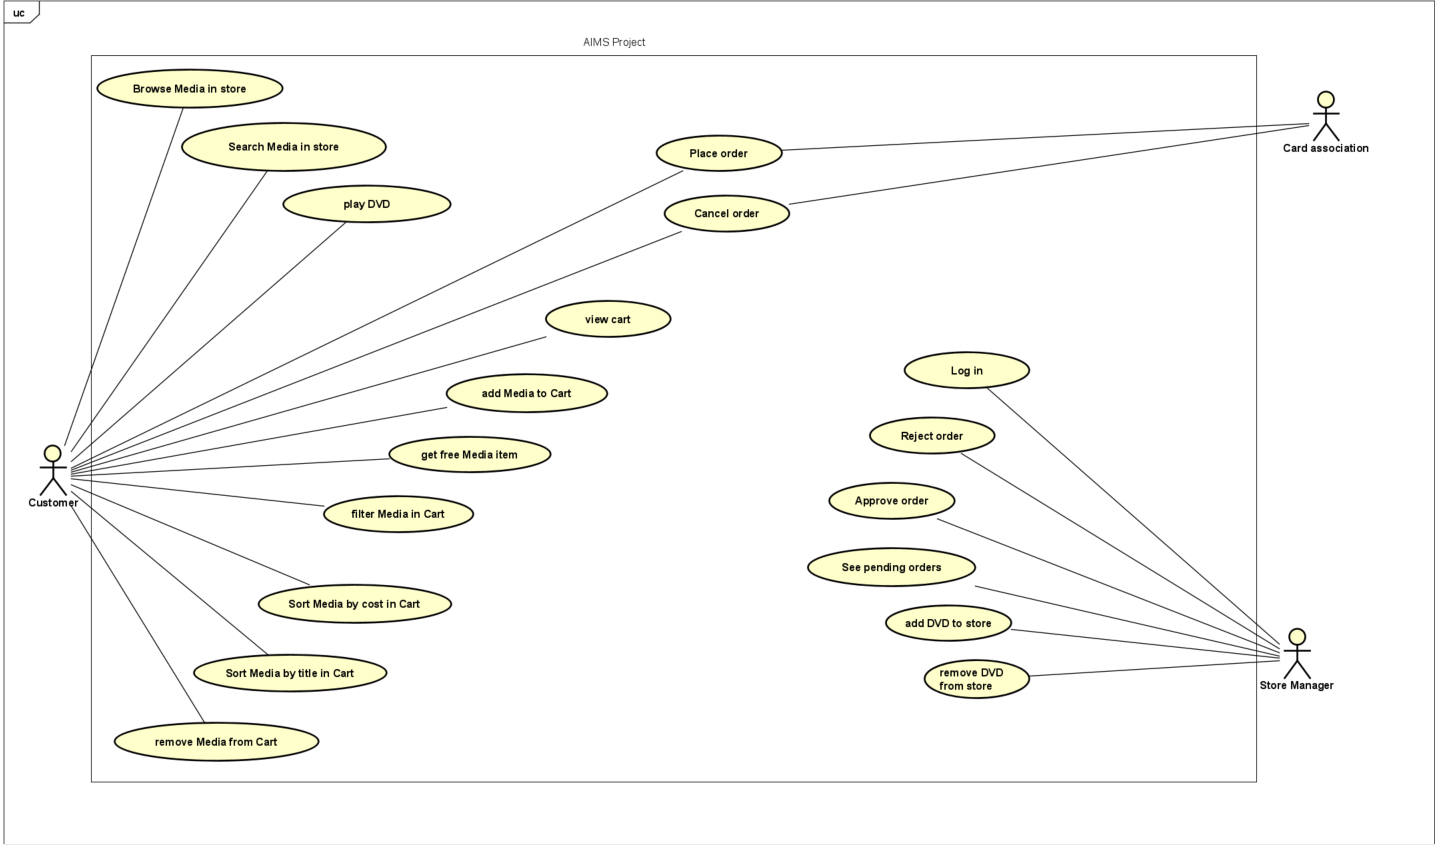 uc
AIMS Project
Browse Media in store
Search Media in store
play DVD
Place order
Cancel order
Card association
view cart
add Media to Cart
get free Media item
filter Media in Cart
Customer
Sort Media by cost in Cart
Sort Media by title in Cart
remove Media from Cart
Log in
Reject order
Approve order
See pending orders
add DVD to store
remove DVD
from store
Store Manager